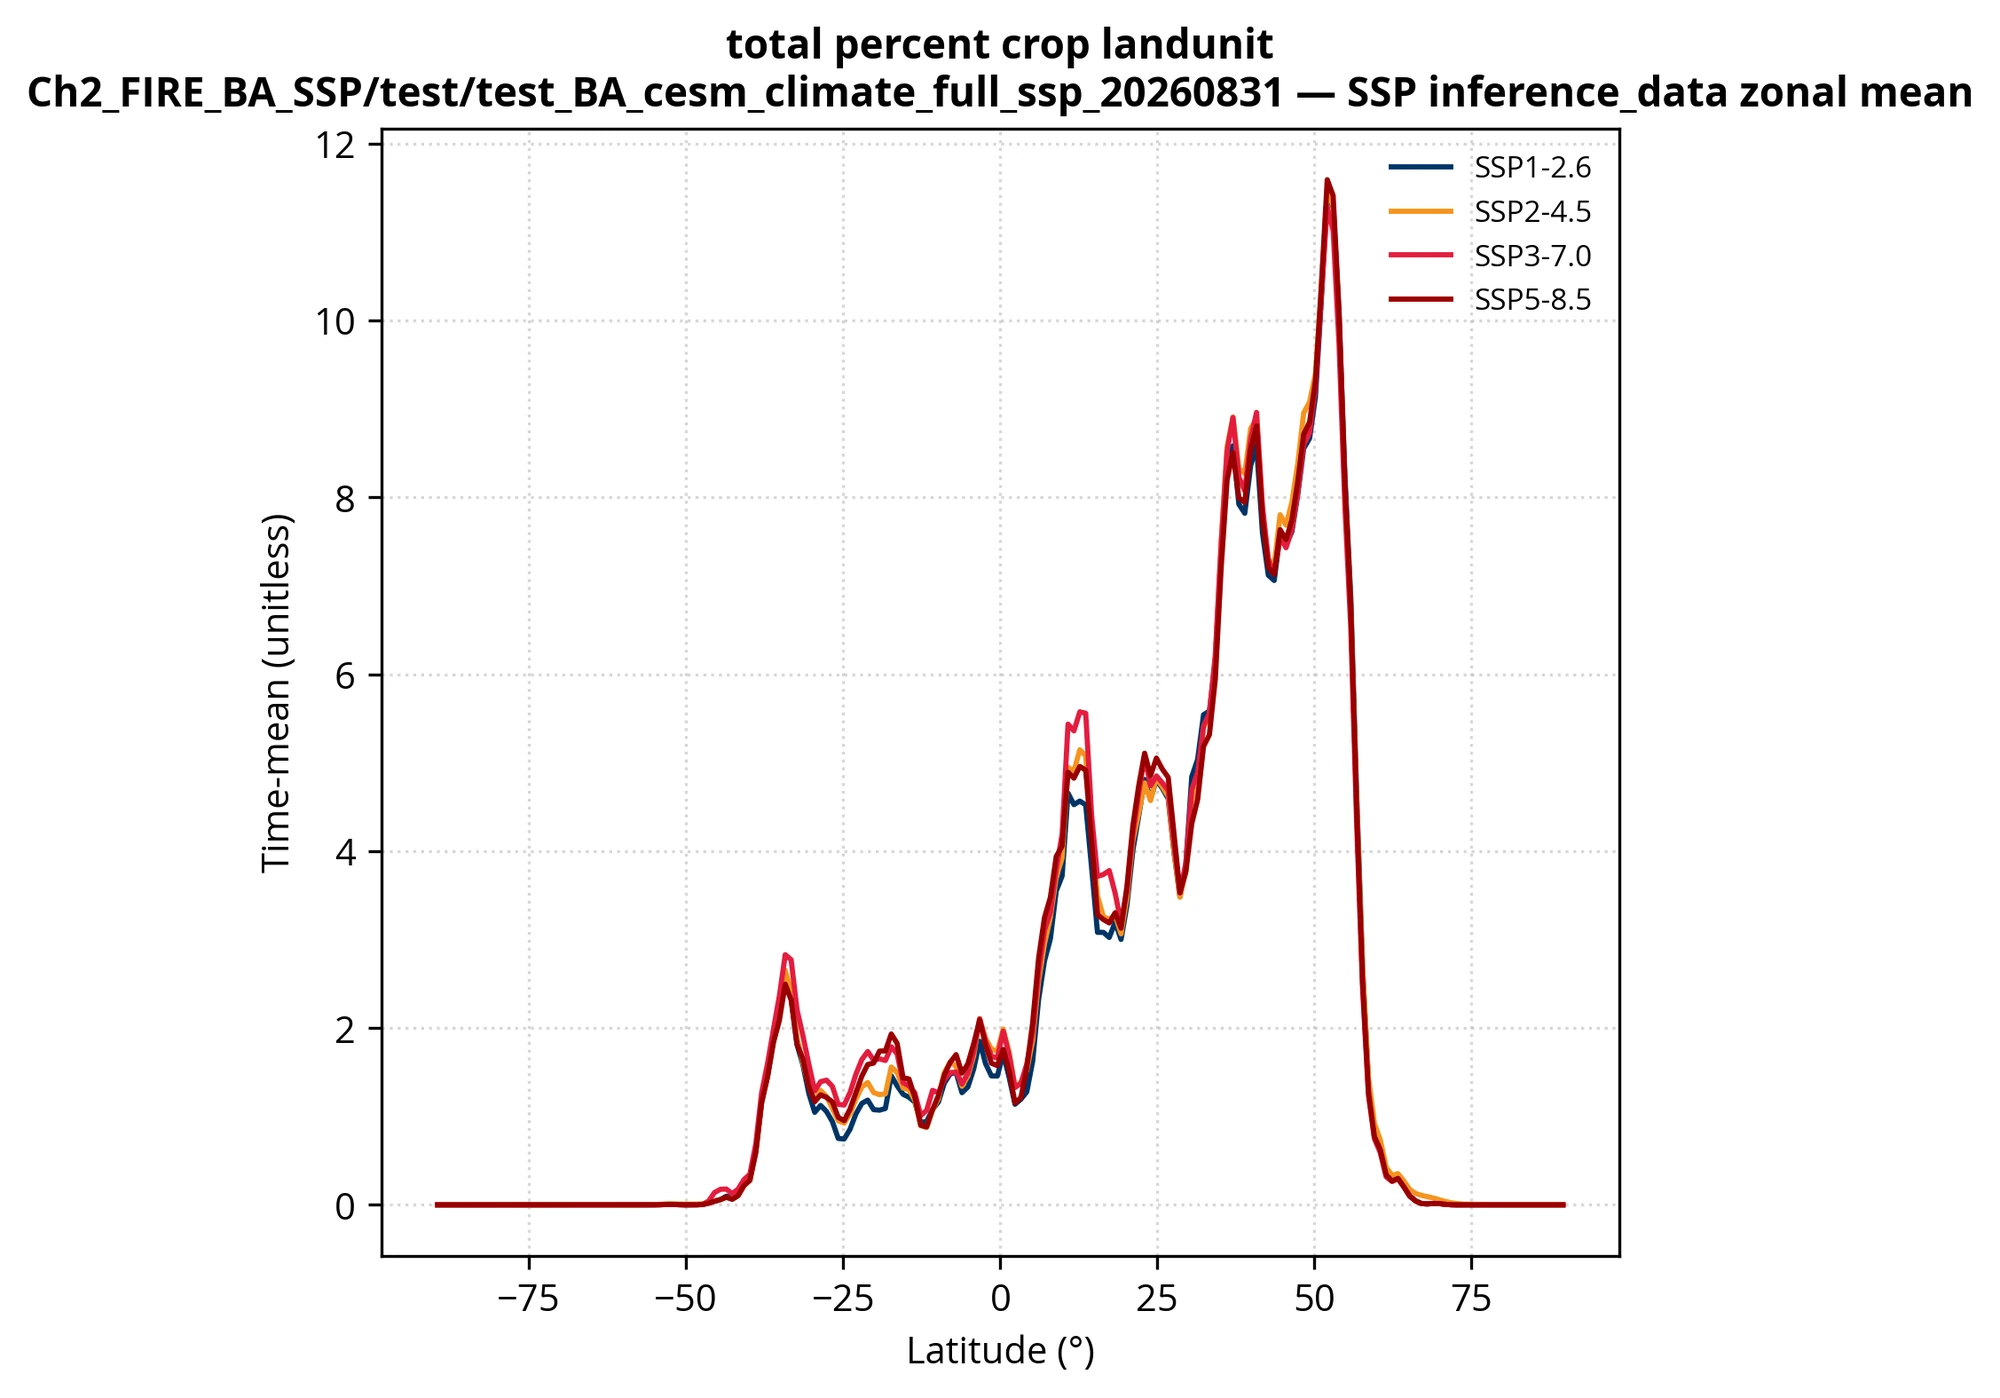 total percent crop landunit
Ch2_FIRE_BA_SSP/test/test_BA_cesm_climate_full_ssp_20260831 — SSP inference_data zonal mean
12
10
8
6
4
2
0
Time-mean (unitless)
SSP1-2.6
SSP2-4.5
SSP3-7.0
SSP5-8.5
−75 −50 −25 0 25 50 75
Latitude (°)